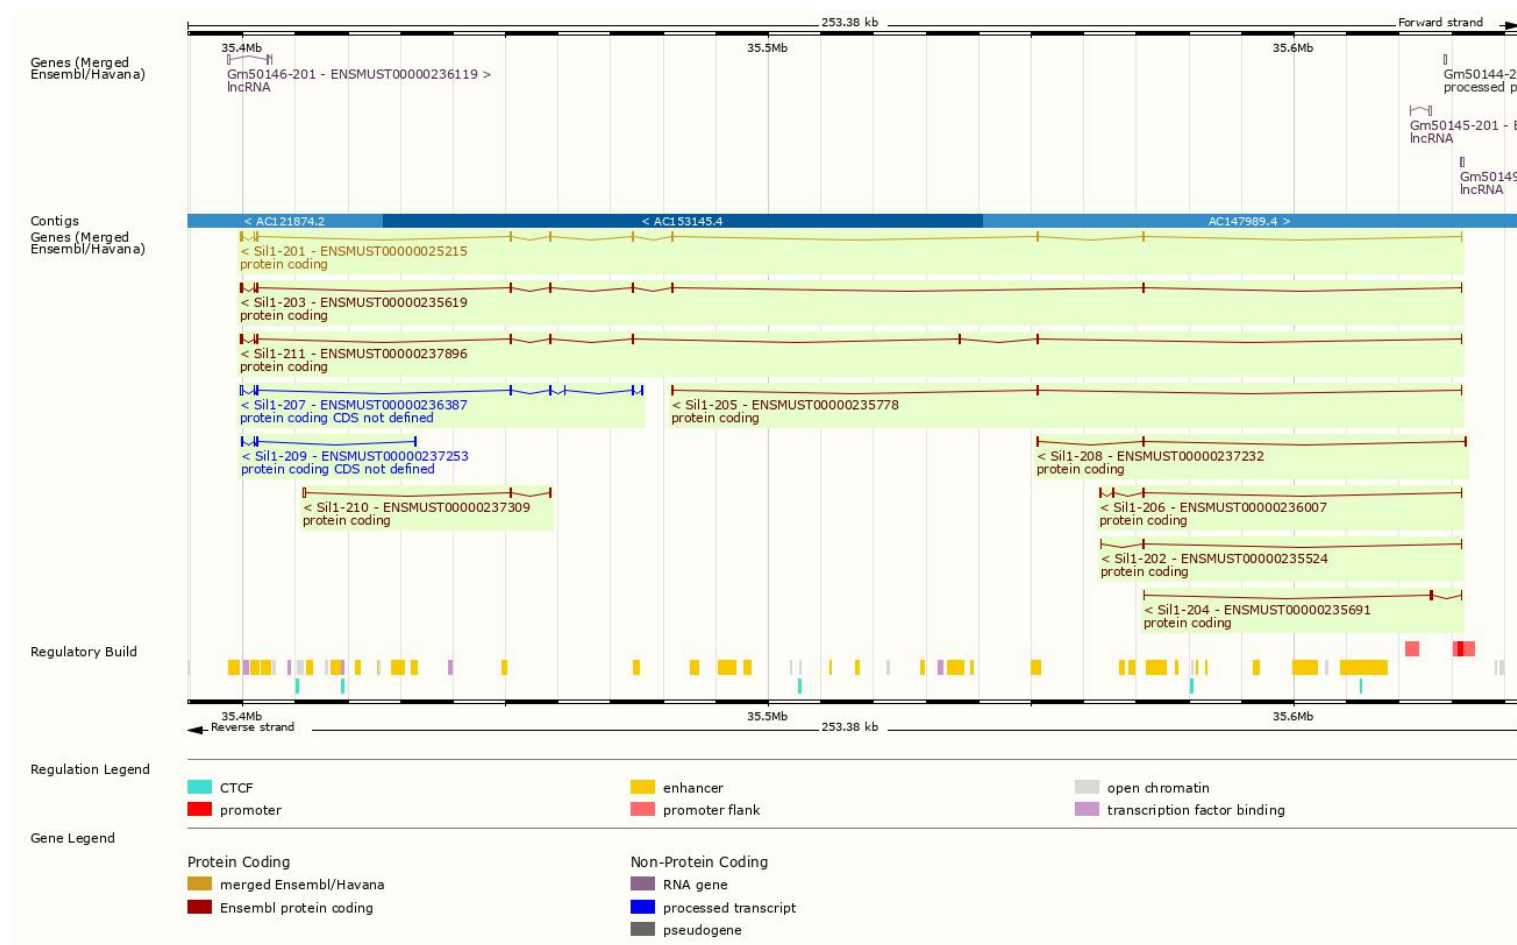 253.38 kb
Forward strand
35.4Mb 35.5Mb 35.6Mb
Genes (Merged
Ensembl/Havana)
Gm50146-201 - ENSMUST00000236119 >
lncRNA
Gm50144-2
processed p
Gm50145-201 - E
lncRNA
Gm50149
lncRNA
Contigs
< AC121874.2 < AC153145.4 AC147989.4 >
Genes (Merged
Ensembl/Havana)
< Sil1-201 - ENSMUST00000025215
protein coding
< Sil1-203 - ENSMUST00000235619
protein coding
< Sil1-211 - ENSMUST00000237896
protein coding
< Sil1-207 - ENSMUST00000236387 < Sil1-205 - ENSMUST00000235778
protein coding CDS not defined protein coding
< Sil1-209 - ENSMUST00000237253 < Sil1-208 - ENSMUST00000237232
protein coding CDS not defined protein coding
< Sil1-210 - ENSMUST00000237309 < Sil1-206 - ENSMUST00000236007
protein coding protein coding
< Sil1-202 - ENSMUST00000235524
protein coding
< Sil1-204 - ENSMUST00000235691
protein coding
Regulatory Build
35.4Mb 35.5Mb 35.6Mb
Reverse strand 253.38 kb
Regulation Legend
CTCF enhancer open chromatin
promoter promoter flank transcription factor binding
Gene Legend
Protein Coding Non-Protein Coding
merged Ensembl/Havana RNA gene
Ensembl protein coding processed transcript
pseudogene